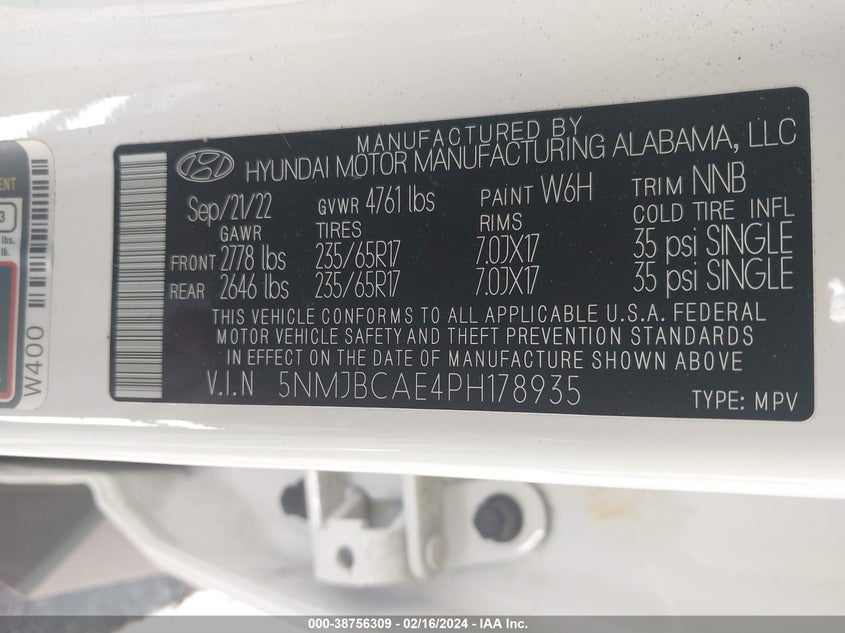 MANUFACTURED BY
HYUNDAI MOTOR MANUFACTURING ALABAMA, LLC
Sep/21/22 GVWR 4761 lbs PAINT W6H TRIM NNB
GAWR TIRES RIMS COLD TIRE INFL
FRONT 2778 lbs 235/65R17 7.0JX17 35 psi SINGLE
REAR 2646 lbs 235/65R17 7.0JX17 35 psi SINGLE
THIS VEHICLE CONFORMS TO ALL APPLICABLE U.S.A. FEDERAL
MOTOR VEHICLE SAFETY AND THEFT PREVENTION STANDARDS
IN EFFECT ON THE DATE OF MANUFACTURE SHOWN ABOVE
V.I.N 5NMJBCAE4PH178935
TYPE: MPV
3
lbs.
lb.
W400
000-38756309 - 02/16/2024 - IAA Inc.